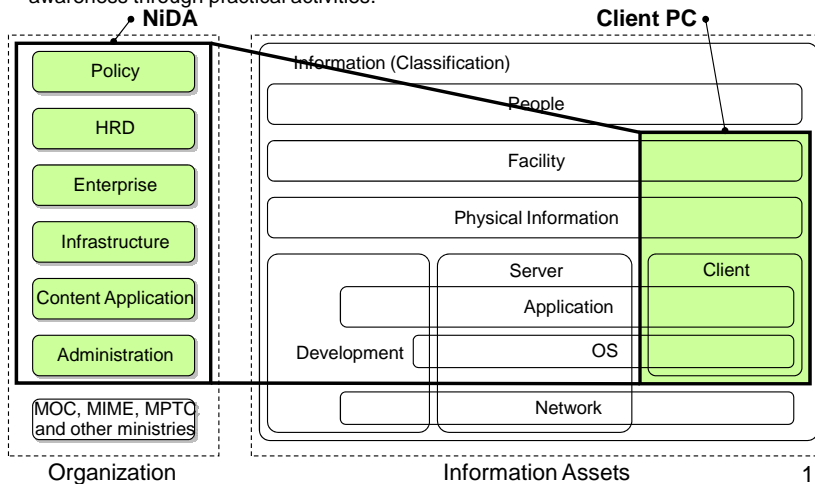 awareness through practical activities.
NiDA
Client PC
Policy
HRD
Enterprise
Infrastructure
Content Application
Administration
MOC, MIME, MPTC,
and other ministries
Organization
Information (Classification)
People
Facility
Physical Information
Server
Client
Application
Development
OS
Network
Information Assets
1